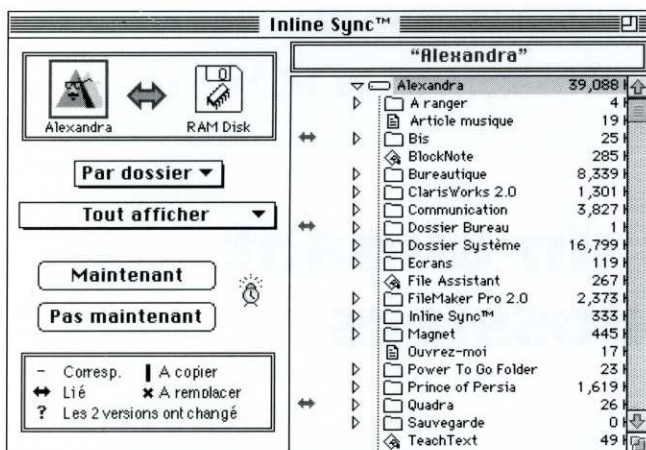 Inline Sync™
Alexandra
RAM Disk
Par dossier
Tout afficher
Maintenant
Pas maintenant
– Corresp. A copier
Lié × A remplacer
? Les 2 versions ont changé
“Alexandra”
Alexandra 39,088 K
A ranger 4
Article musique 19
Bis 25
BlockNote 285
Bureautique 8,339
ClarisWorks 2.0 1,301
Communication 3,827
Dossier Bureau 1
Dossier Système 16,799
Ecrans 119
File Assistant 267
FileMaker Pro 2.0 2,373
Inline Sync™ 333
Magnet 445
Ouvrez-moi 17
Power To Go Folder 23
Prince of Persia 1,619
Quadra 26
Sauvegarde 0
TeachText 49